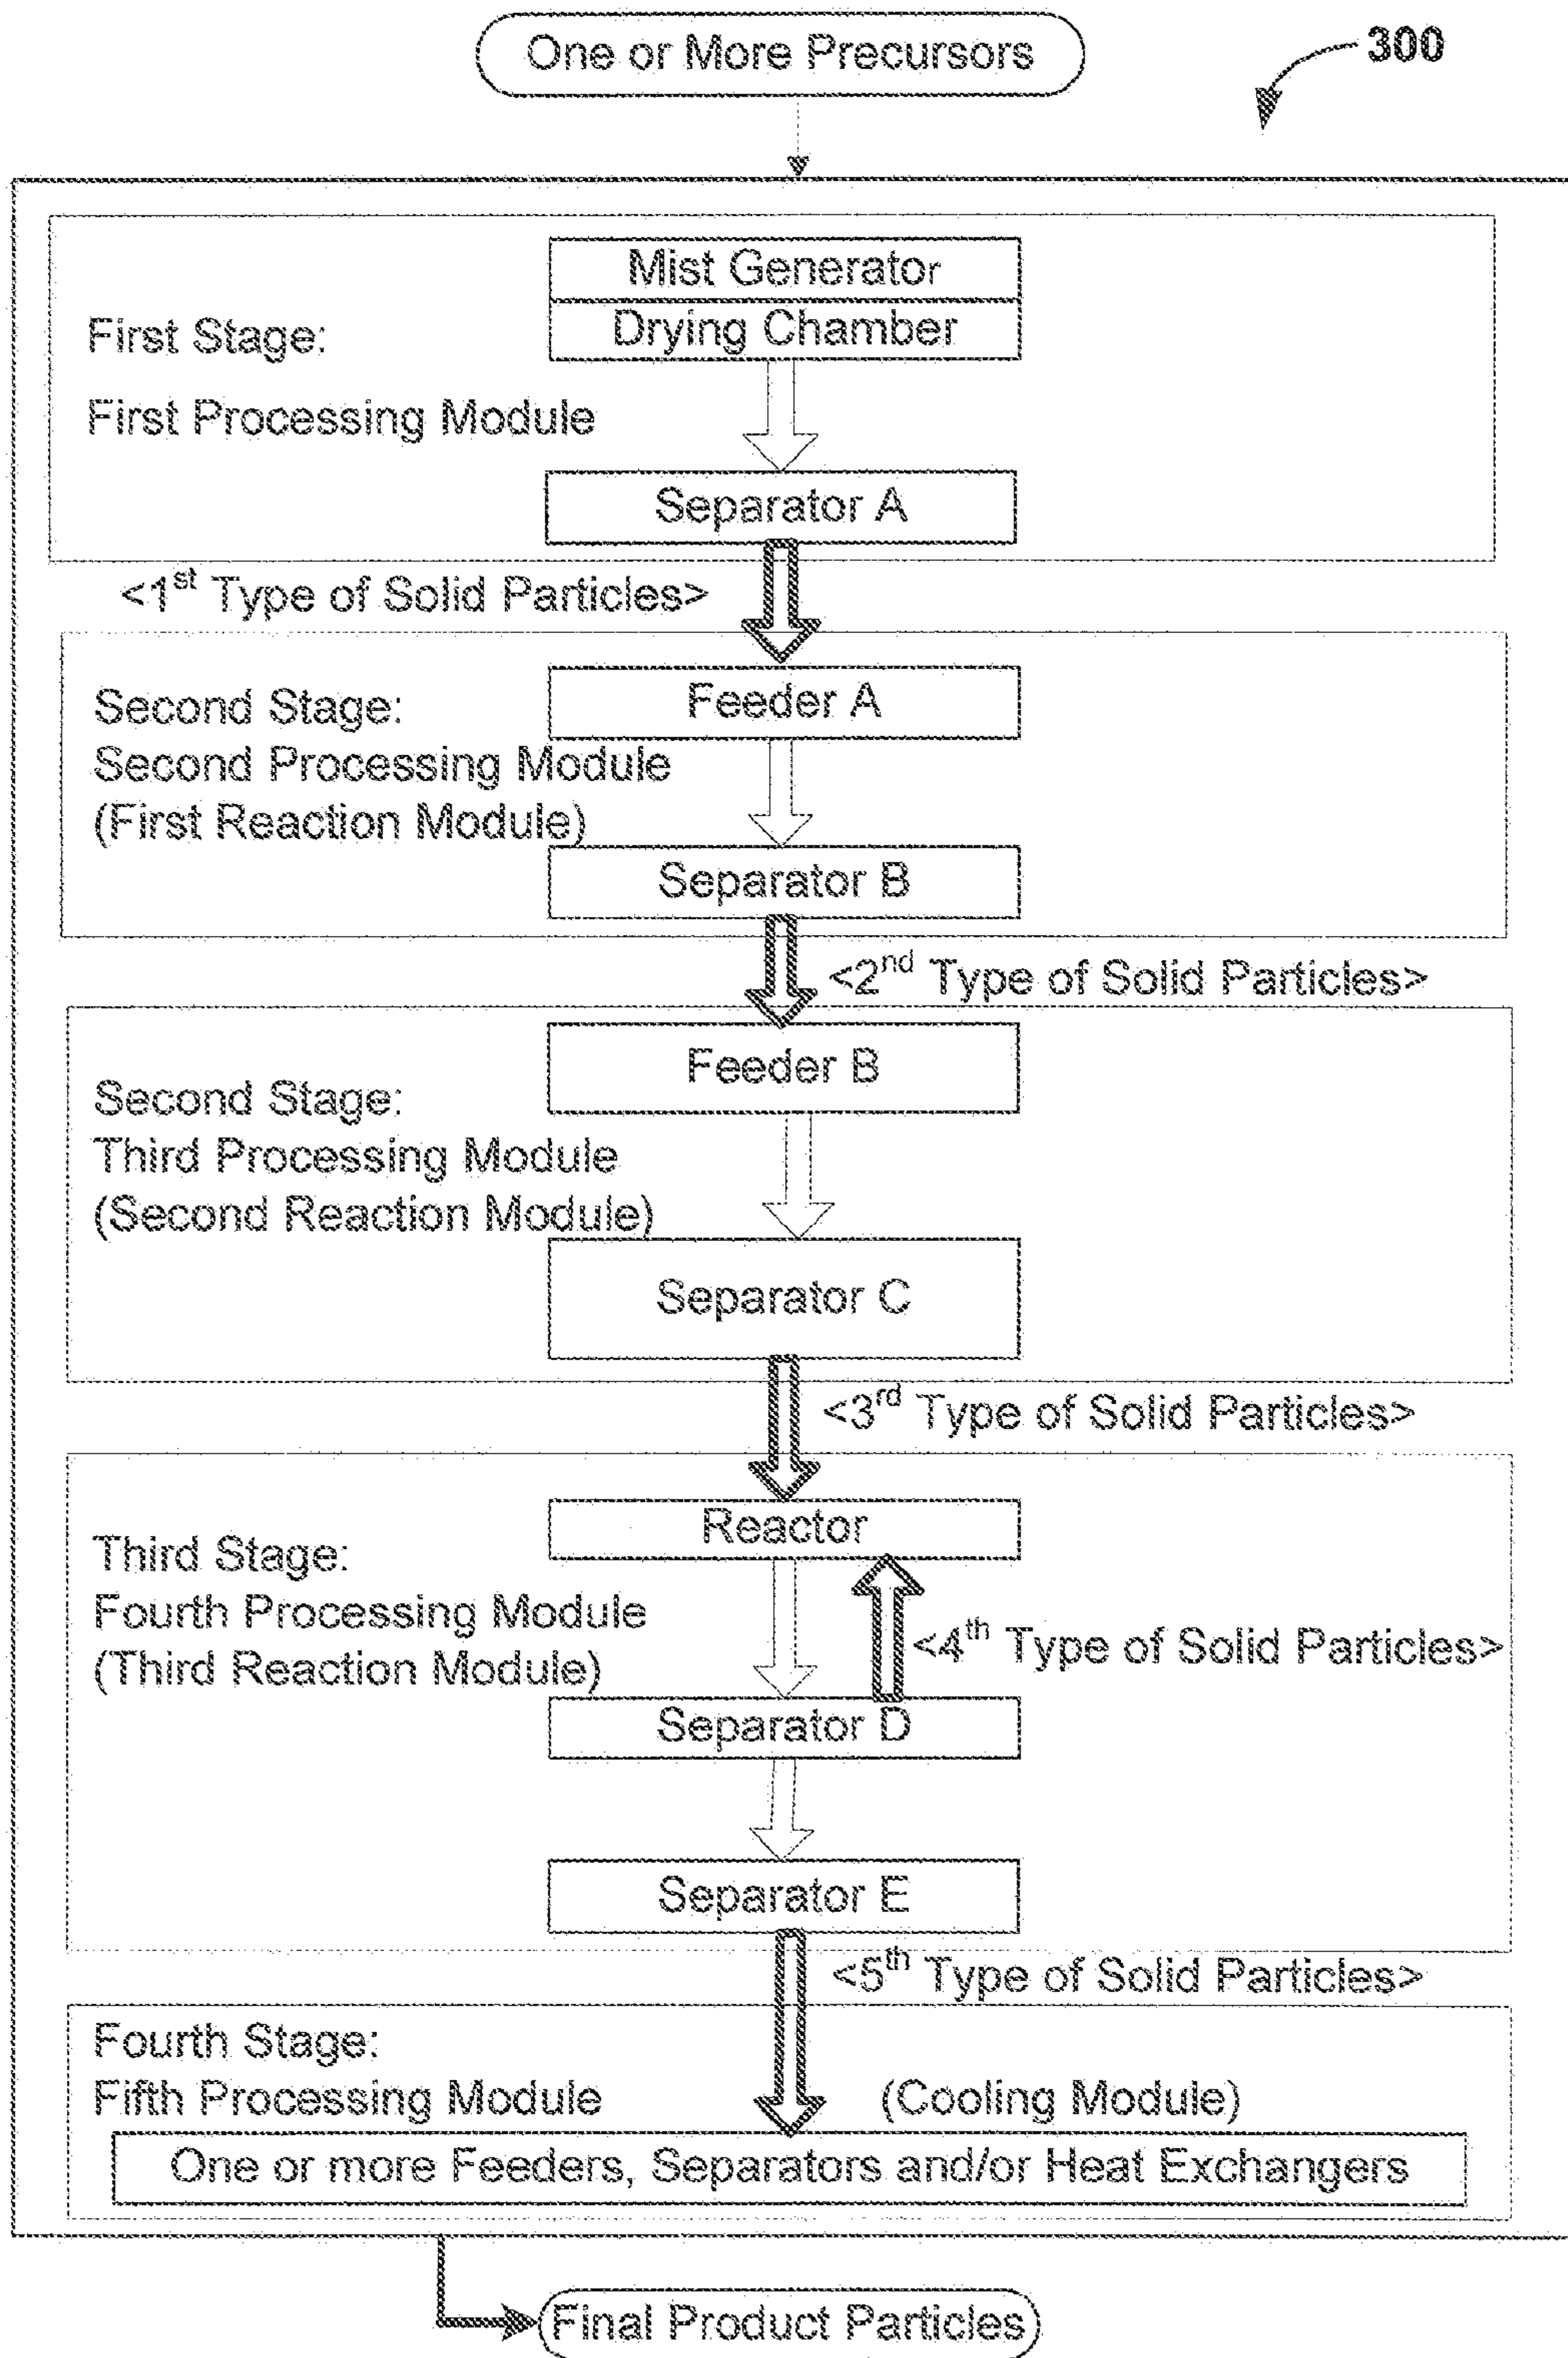 One or More Precursors
300
Mist Generator
Drying Chamber
First Stage:
First Processing Module
Separator A
<1st Type of Solid Particles>
Feeder A
Second Stage:
Second Processing Module
(First Reaction Module)
Separator B
<2nd Type of Solid Particles>
Feeder B
Second Stage:
Third Processing Module
(Second Reaction Module)
Separator C
<3rd Type of Solid Particles>
Reactor
Third Stage:
Fourth Processing Module
(Third Reaction Module)
<4th Type of Solid Particles>
Separator D
Separator E
<5th Type of Solid Particles>
Fourth Stage:
Fifth Processing Module (Cooling Module)
One or more Feeders, Separators and/or Heat Exchangers
Final Product Particles